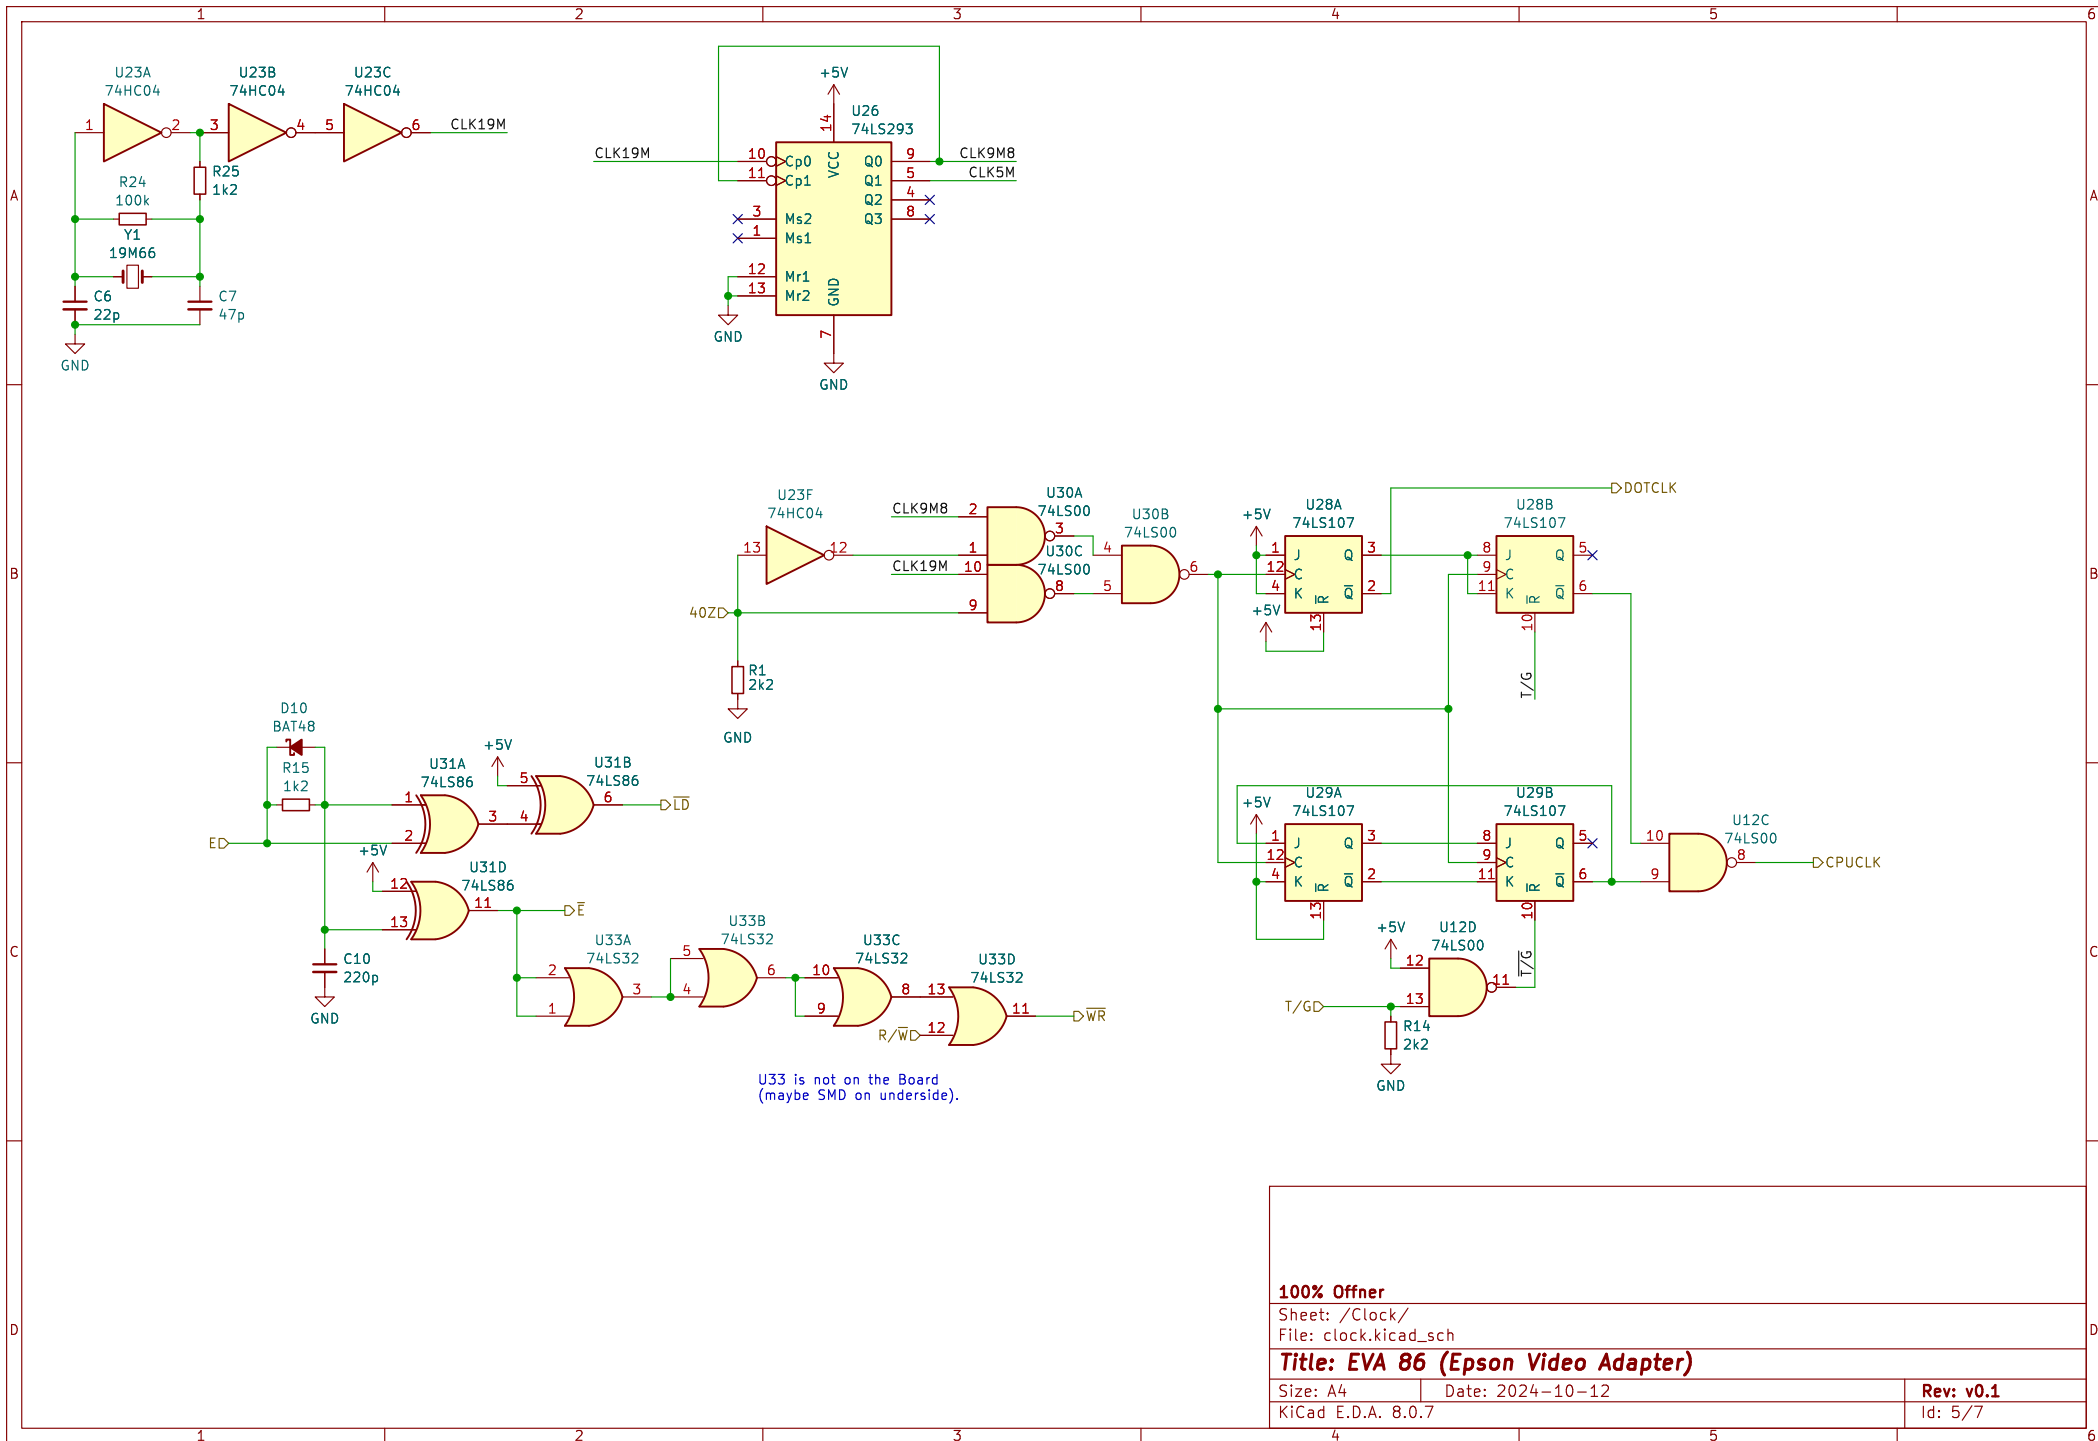 1 2 3 4 5 6
A
B
C
D
U23A
74HC04
1
2
U23B
74HC04
3
4
U23C
74HC04
5
6
CLK19M
R25
1k2
R24
100k
Y1
19M66
C6
22p
C7
47p
GND
+5V
U26
74LS293
14
CLK19M
10
Cp0
11
Cp1
3
Ms2
1
Ms1
12
Mr1
13
Mr2
VCC
GND
Q0
9
CLK9M8
Q1
5
CLK5M
Q2
4
Q3
8
7
GND
GND
U23F
74HC04
13
12
40Z
R1
2k2
GND
CLK9M8
2
1
U30A
74LS00
3
CLK19M
10
9
U30C
74LS00
8
U30B
74LS00
4
5
6
+5V
U28A
74LS107
1
J
12
C
4
K
Q
3
Q̅
2
R̅
13
+5V
DOTCLK
U28B
74LS107
8
J
9
C
11
K
Q
5
Q̅
6
R̅
10
T/G
D10
BAT48
R15
1k2
E
U31A
74LS86
1
2
3
+5V
U31B
74LS86
5
4
6
L̅D̅
+5V
U31D
74LS86
12
13
11
E̅
C10
220p
GND
U33A
74LS32
2
1
3
U33B
74LS32
5
4
6
U33C
74LS32
10
9
8
U33D
74LS32
13
12
11
R/W̅
W̅R̅
U33 is not on the Board
(maybe SMD on underside).
+5V
U29A
74LS107
1
J
12
C
4
K
Q
3
Q̅
2
R̅
13
U29B
74LS107
8
J
9
C
11
K
Q
5
Q̅
6
R̅
10
T̅/̅G̅
U12C
74LS00
10
9
8
CPUCLK
+5V
U12D
74LS00
12
13
11
T/G
R14
2k2
GND
100% Offner
Sheet: /Clock/
File: clock.kicad_sch
Title: EVA 86 (Epson Video Adapter)
Size: A4
Date: 2024-10-12
Rev: v0.1
KiCad E.D.A. 8.0.7
Id: 5/7
A
B
C
D
1 2 3 4 5 6